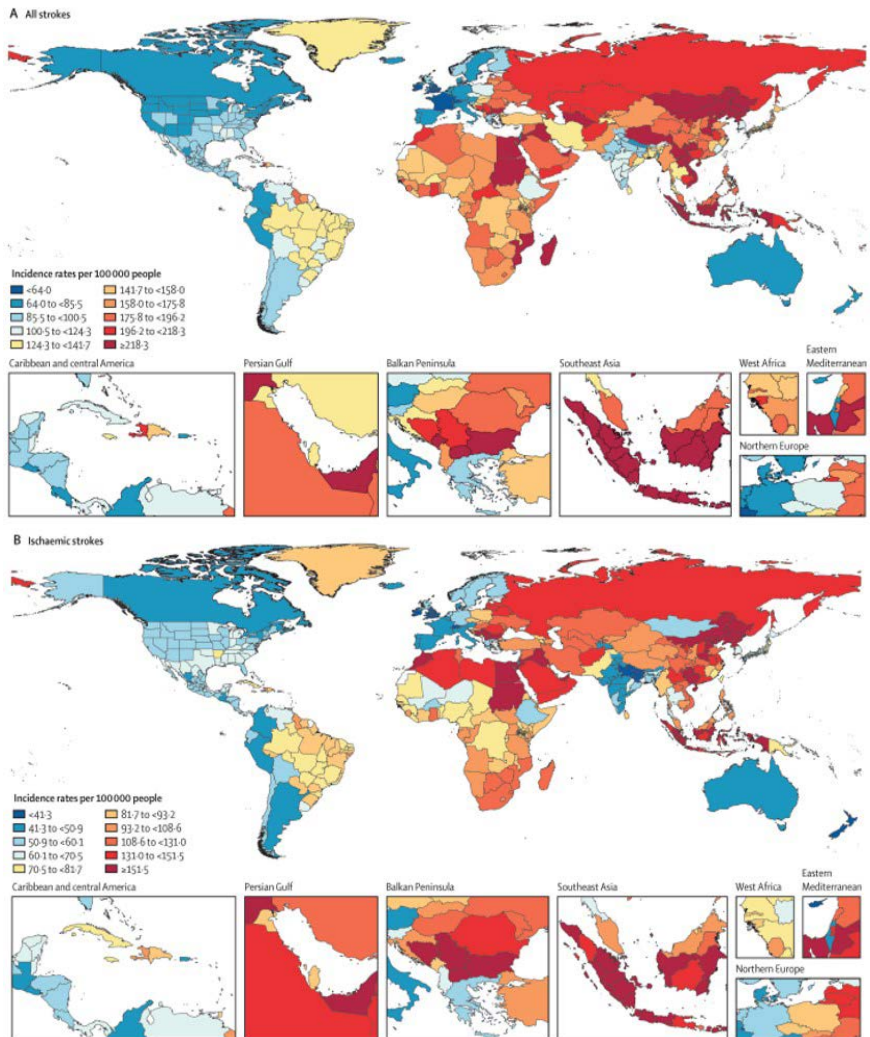 A All strokes
Incidence rates per 100 000 people
<64·0
64·0 to <85·5
85·5 to <100·5
100·5 to <124·3
124·3 to <141·7
141·7 to <158·0
158·0 to <175·8
175·8 to <196·2
196·2 to <218·3
≥218·3
Caribbean and central America
Persian Gulf
Balkan Peninsula
Southeast Asia
West Africa
Eastern
Mediterranean
Northern Europe
B Ischaemic strokes
Incidence rates per 100 000 people
<41·3
41·3 to <50·9
50·9 to <60·1
60·1 to <70·5
70·5 to <81·7
81·7 to <93·2
93·2 to <108·6
108·6 to <131·0
131·0 to <151·5
≥151·5
Caribbean and central America
Persian Gulf
Balkan Peninsula
Southeast Asia
West Africa
Eastern
Mediterranean
Northern Europe